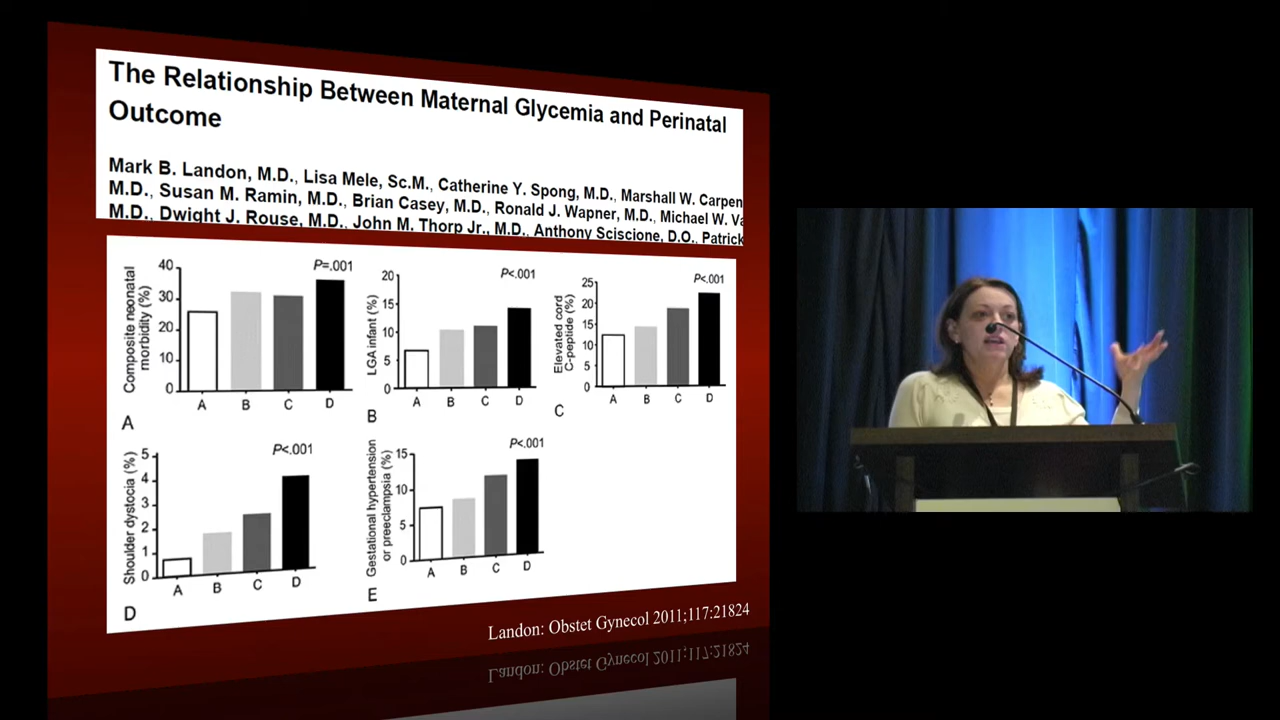 The Relationship Between Maternal Glycemia and Perinatal
Outcome
Mark B. Landon, M.D., Lisa Mele, Sc.M., Catherine Y. Spong, M.D., Marshall W. Carpen
M.D., Susan M. Ramin, M.D., Brian Casey, M.D., Ronald J. Wapner, M.D., Michael W. Va
M.D., Dwight J. Rouse, M.D., John M. Thorp Jr., M.D., Anthony Sciscione, D.O., Patrick
Composite neonatal
morbidity (%)
40
30
20
10
0
P=.001
A B C D
A
LGA infant (%)
20
15
10
5
0
P<.001
A B C D
B
Elevated cord
C-peptide (%)
25
20
15
10
5
0
P<.001
A B C D
C
Shoulder dystocia (%)
5
4
3
2
1
0
P<.001
A B C D
D
Gestational hypertension
or preeclampsia (%)
15
10
5
0
P<.001
A B C D
E
Landon: Obstet Gynecol 2011;117:21824